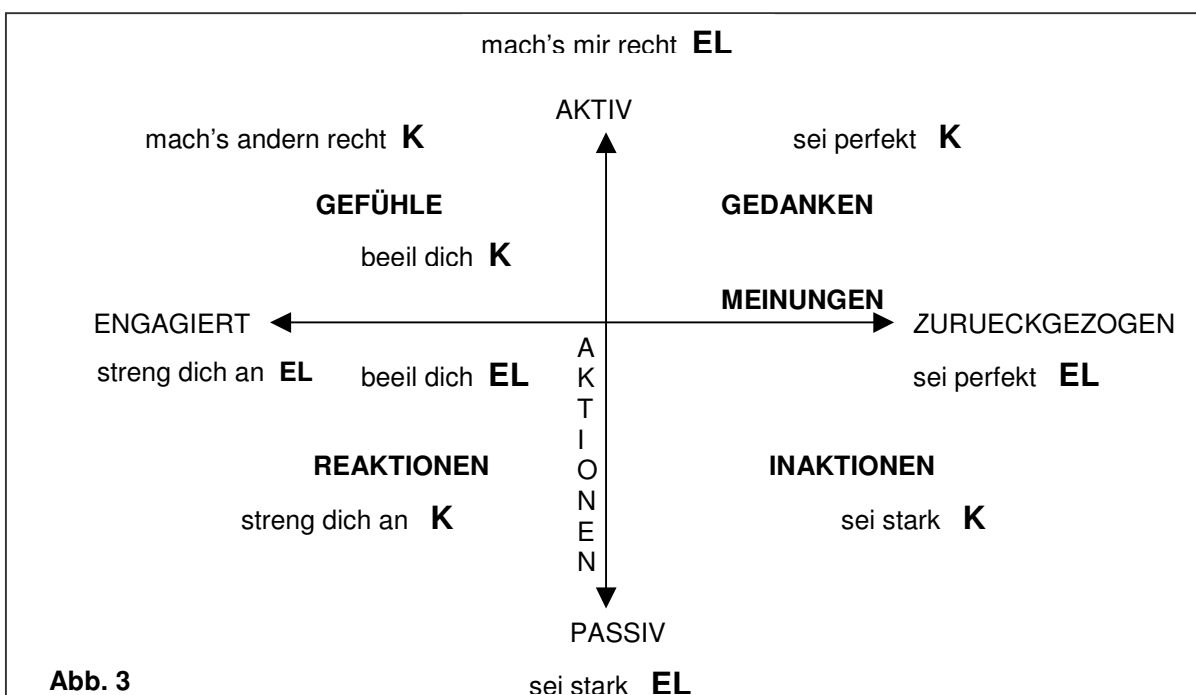 mach's mir recht EL
AKTIV
mach's andern recht K
sei perfekt K
GEFÜHLE
GEDANKEN
beeil dich K
MEINUNGEN
ENGAGIERT
ZURUECKGEZOGEN
streng dich an EL
beeil dich EL
sei perfekt EL
A
K
T
I
O
N
E
N
REAKTIONEN
INAKTIONEN
streng dich an K
sei stark K
PASSIV
Abb. 3
sei stark EL